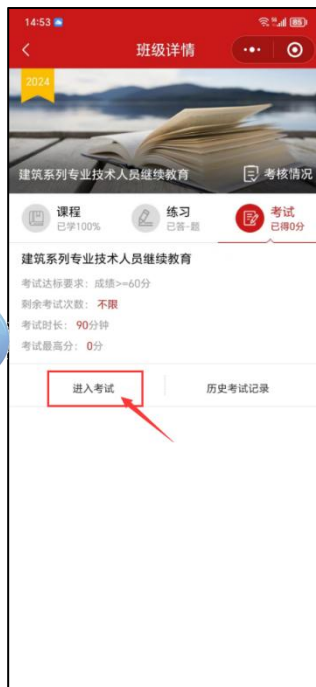 14:53
85
班级详情
2024
建筑系列专业技术人员继续教育
考核情况
课程
已学100%
练习
已答-题
考试
已得0分
建筑系列专业技术人员继续教育
考试达标要求：成绩>=60分
剩余考试次数：不限
考试时长：90分钟
考试最高分：0分
进入考试
历史考试记录